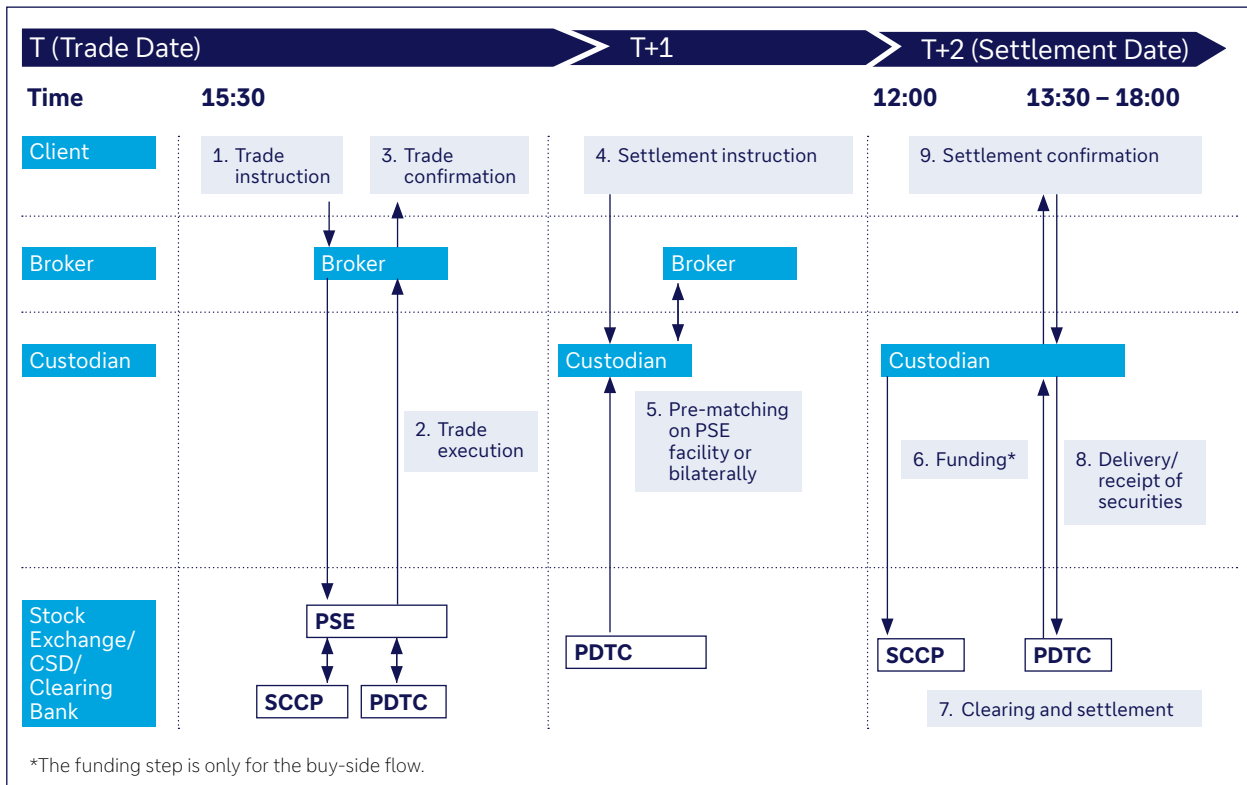 T (Trade Date)
T+1
T+2 (Settlement Date)
Time
15:30
12:00
13:30 – 18:00
Client
1. Trade
instruction
3. Trade
confirmation
4. Settlement instruction
9. Settlement confirmation
Broker
Broker
Broker
Custodian
Custodian
Custodian
2. Trade
execution
5. Pre-matching
on PSE
facility or
bilaterally
6. Funding*
8. Delivery/
receipt of
securities
Stock
Exchange/
CSD/
Clearing
Bank
PSE
SCCP
PDTC
PDTC
SCCP
PDTC
7. Clearing and settlement
*The funding step is only for the buy-side flow.